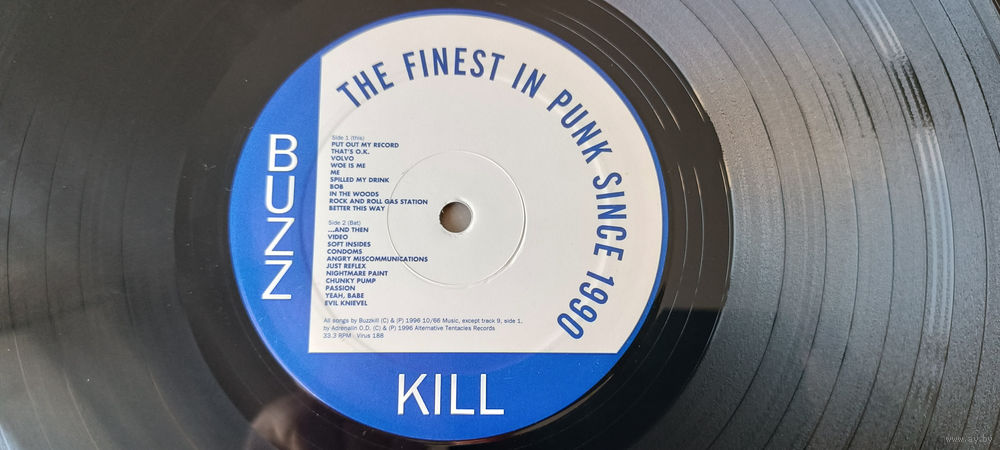 THE FINEST IN PUNK SINCE 1990
BUZZ
Side 1 (this)
PUT OUT MY RECORD
THAT'S O.K.
VOLVO
WOE IS ME
ME
SPILLED MY DRINK
BOB
IN THE WOODS
ROCK AND ROLL GAS STATION
BETTER THIS WAY
Side 2 (Bat)
...AND THEN
VIDEO
SOFT INSIDES
CONDOMS
ANGRY MISCOMMUNICATIONS
JUST REFLEX
NIGHTMARE PAINT
CHUNKY PUMP
PASSION
YEAH, BABE
EVIL KNIEVEL
All songs by Buzzkill (C) & (P) 1996 10/66 Music, except track 9, side 1,
by Adrenalin O.D. (C) & (P) 1996 Alternative Tentacles Records
33.3 RPM · Virus 188
KILL
www.ay.by